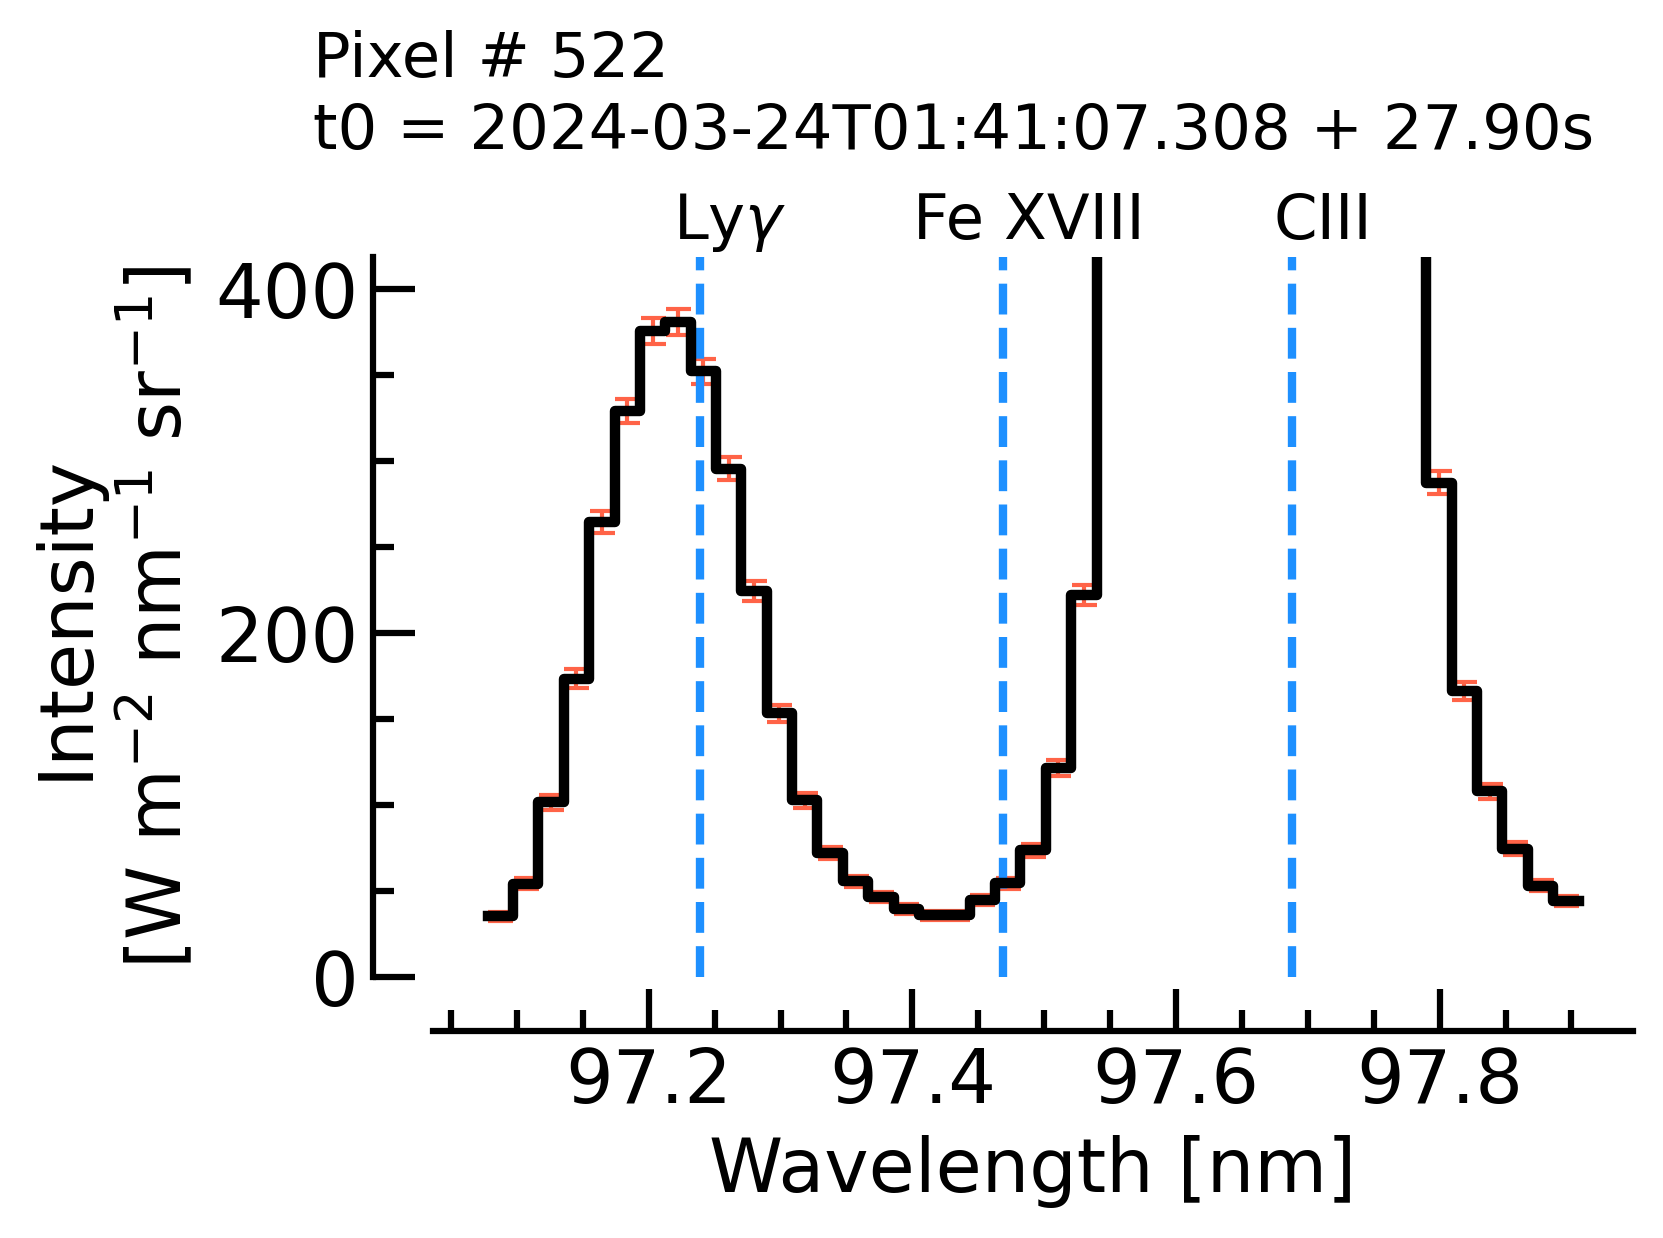 Pixel # 522
t0 = 2024-03-24T01:41:07.308 + 27.90s
Lyγ Fe XVIII CIII
Intensity
[W m⁻² nm⁻¹ sr⁻¹]
400
200
0
97.2 97.4 97.6 97.8
Wavelength [nm]